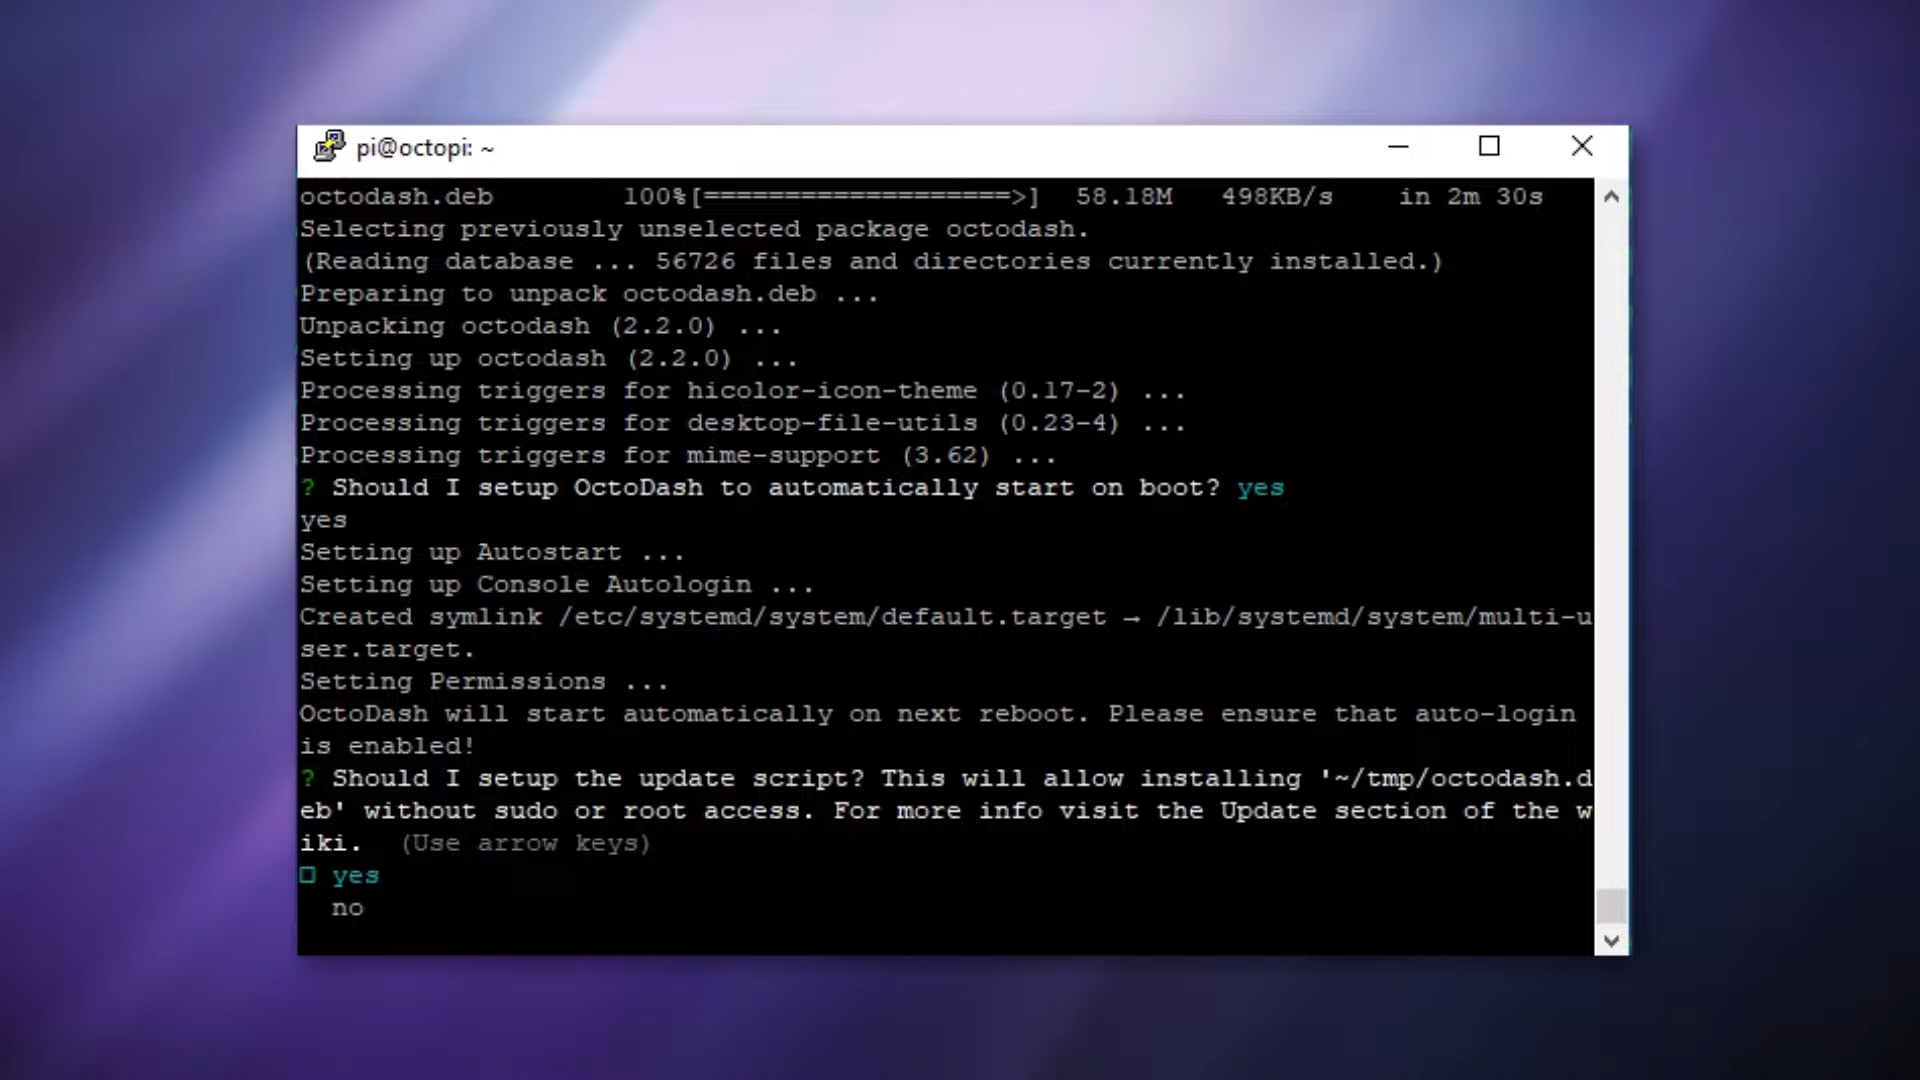 pi@octopi: ~
octodash.deb        100%[===================>]  58.18M   498KB/s    in 2m 30s
Selecting previously unselected package octodash.
(Reading database ... 56726 files and directories currently installed.)
Preparing to unpack octodash.deb ...
Unpacking octodash (2.2.0) ...
Setting up octodash (2.2.0) ...
Processing triggers for hicolor-icon-theme (0.17-2) ...
Processing triggers for desktop-file-utils (0.23-4) ...
Processing triggers for mime-support (3.62) ...
? Should I setup OctoDash to automatically start on boot? yes
yes
Setting up Autostart ...
Setting up Console Autologin ...
Created symlink /etc/systemd/system/default.target → /lib/systemd/system/multi-u
ser.target.
Setting Permissions ...
OctoDash will start automatically on next reboot. Please ensure that auto-login
is enabled!
? Should I setup the update script? This will allow installing '~/tmp/octodash.d
eb' without sudo or root access. For more info visit the Update section of the w
iki.  (Use arrow keys)
yes
no